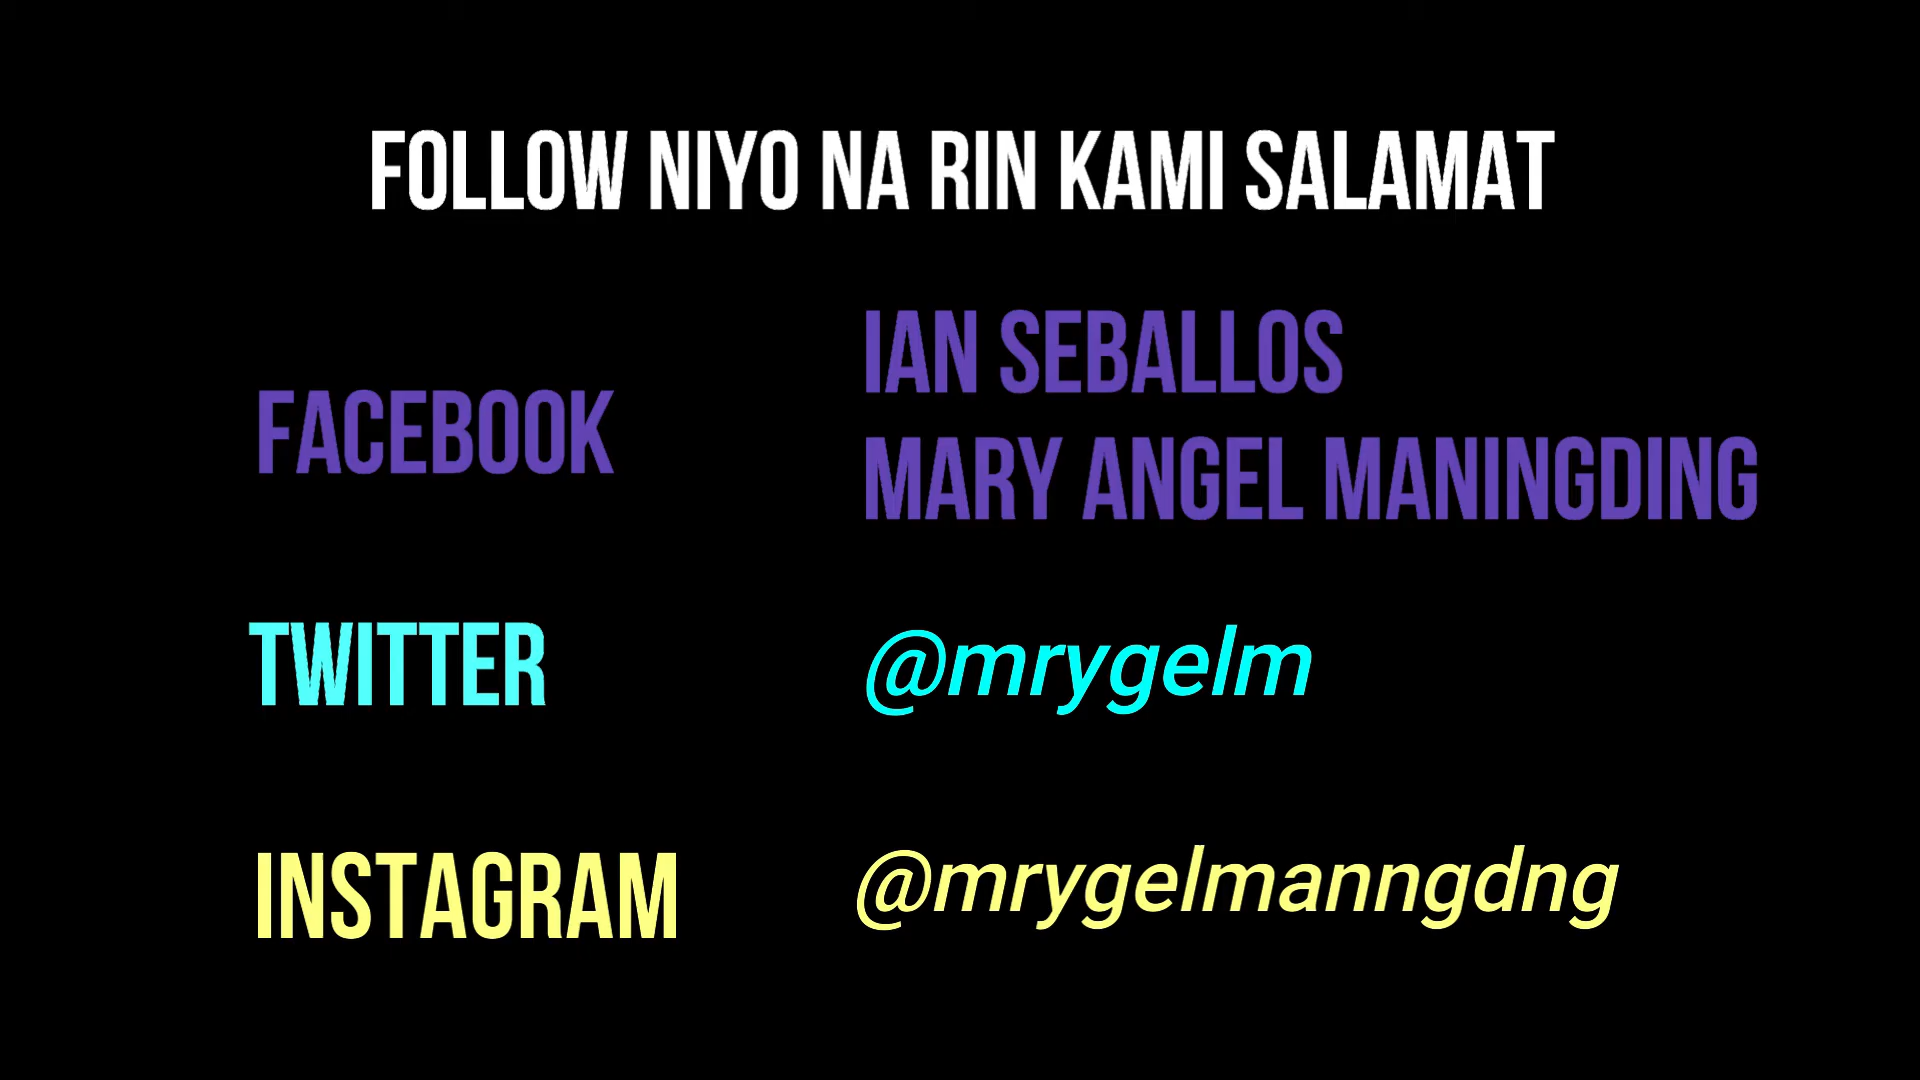 FOLLOW NIYO NA RIN KAMI SALAMAT
FACEBOOK
IAN SEBALLOS
MARY ANGEL MANINGDING
TWITTER
@mrygelm
INSTAGRAM
@mrygelmanngdng